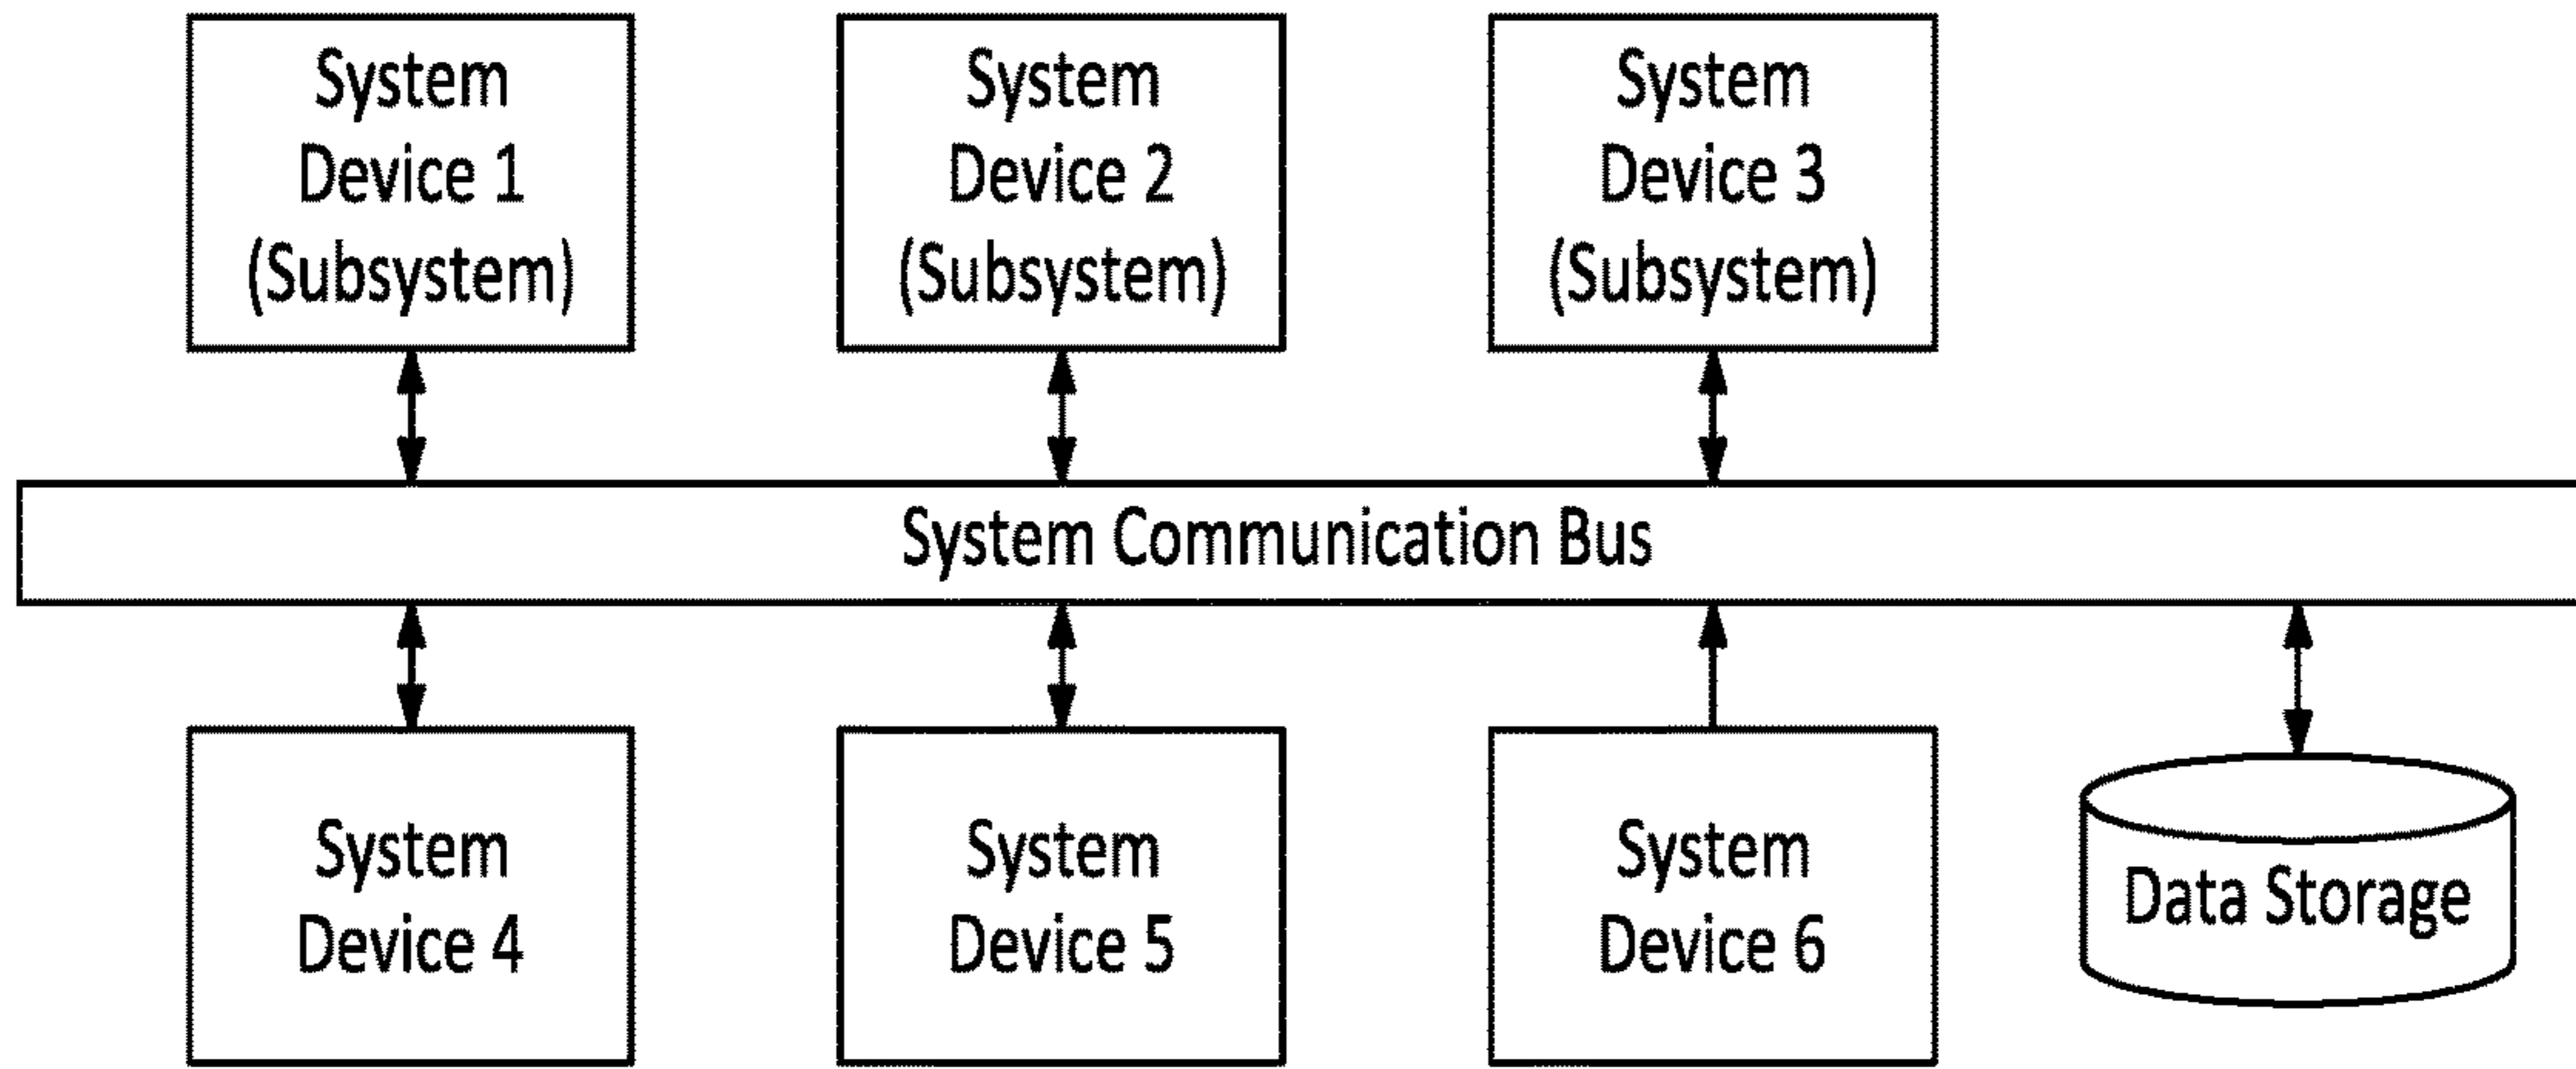 System
Device 1
(Subsystem)
System
Device 2
(Subsystem)
System
Device 3
(Subsystem)
System Communication Bus
System
Device 4
System
Device 5
System
Device 6
Data Storage